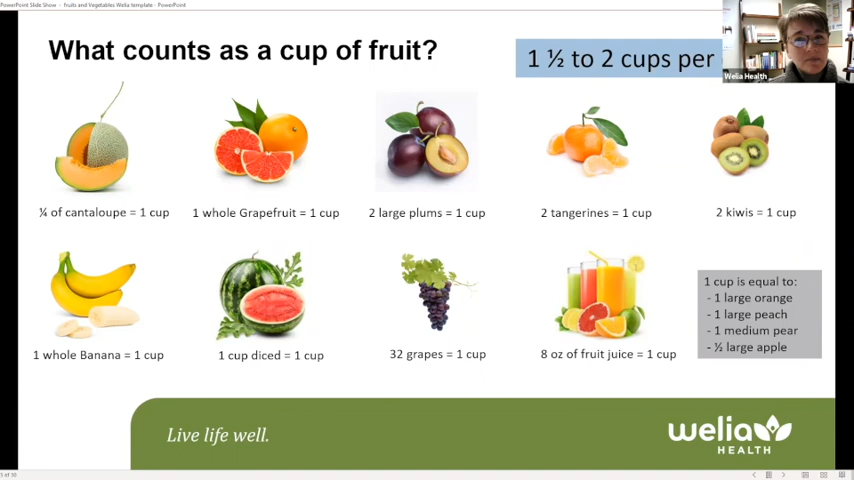 PowerPoint Slide Show - Fruits and Vegetables Welia template - PowerPoint
What counts as a cup of fruit?
1 ½ to 2 cups per
Welia Health
¼ of cantaloupe = 1 cup
1 whole Grapefruit = 1 cup
2 large plums = 1 cup
2 tangerines = 1 cup
2 kiwis = 1 cup
1 whole Banana = 1 cup
1 cup diced = 1 cup
32 grapes = 1 cup
8 oz of fruit juice = 1 cup
1 cup is equal to:
- 1 large orange
- 1 large peach
- 1 medium pear
- ½ large apple
Live life well.
welia
HEALTH
5 of 10